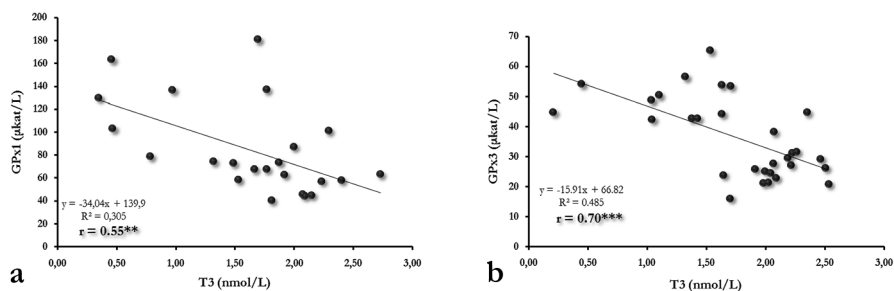 200
180
160
140
120
100
80
60
40
20
0
GPx1 (µkat/L)
y = -34,04x + 139,9
R² = 0,305
r = 0.55**
0,00 0,50 1,00 1,50 2,00 2,50 3,00
T3 (nmol/L)
a
70
60
50
40
30
20
10
0
GPx3 (µkat/L)
y = -15.91x + 66.82
R² = 0.485
r = 0.70***
0,00 0,50 1,00 1,50 2,00 2,50 3,00
T3 (nmol/L)
b